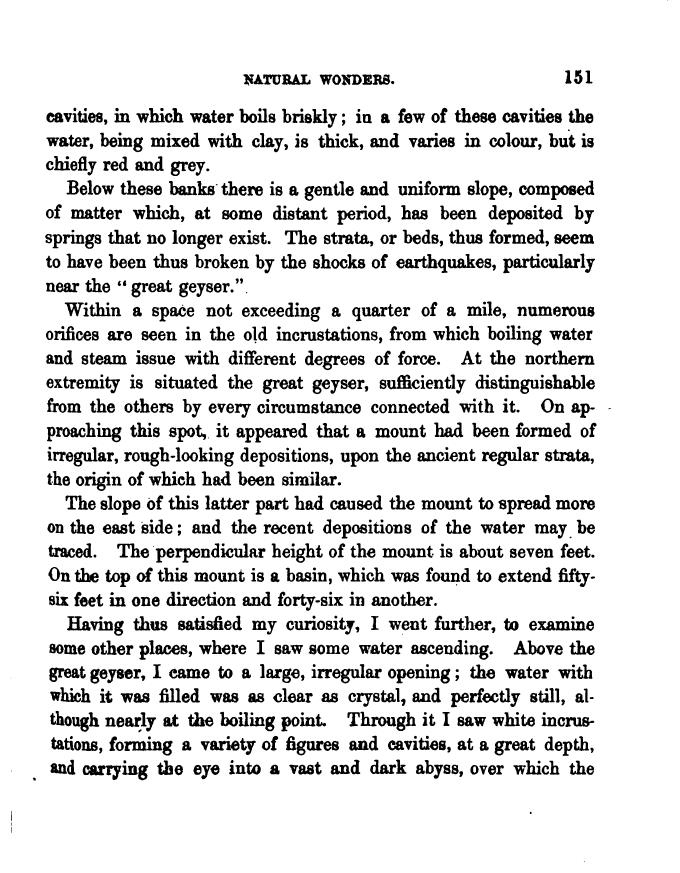 NATURAL WONDERS. 151
cavities, in which water boils briskly; in a few of these cavities the
water, being mixed with clay, is thick, and varies in colour, but is
chiefly red and grey.
Below these banks there is a gentle and uniform slope, composed
of matter which, at some distant period, has been deposited by
springs that no longer exist. The strata, or beds, thus formed, seem
to have been thus broken by the shocks of earthquakes, particularly
near the “great geyser.”
Within a space not exceeding a quarter of a mile, numerous
orifices are seen in the old incrustations, from which boiling water
and steam issue with different degrees of force. At the northern
extremity is situated the great geyser, sufficiently distinguishable
from the others by every circumstance connected with it. On ap-
proaching this spot, it appeared that a mount had been formed of
irregular, rough-looking depositions, upon the ancient regular strata,
the origin of which had been similar.
The slope of this latter part had caused the mount to spread more
on the east side; and the recent depositions of the water may be
traced. The perpendicular height of the mount is about seven feet.
On the top of this mount is a basin, which was found to extend fifty-
six feet in one direction and forty-six in another.
Having thus satisfied my curiosity, I went further, to examine
some other places, where I saw some water ascending. Above the
great geyser, I came to a large, irregular opening; the water with
which it was filled was as clear as crystal, and perfectly still, al-
though nearly at the boiling point. Through it I saw white incrus-
tations, forming a variety of figures and cavities, at a great depth,
and carrying the eye into a vast and dark abyss, over which the